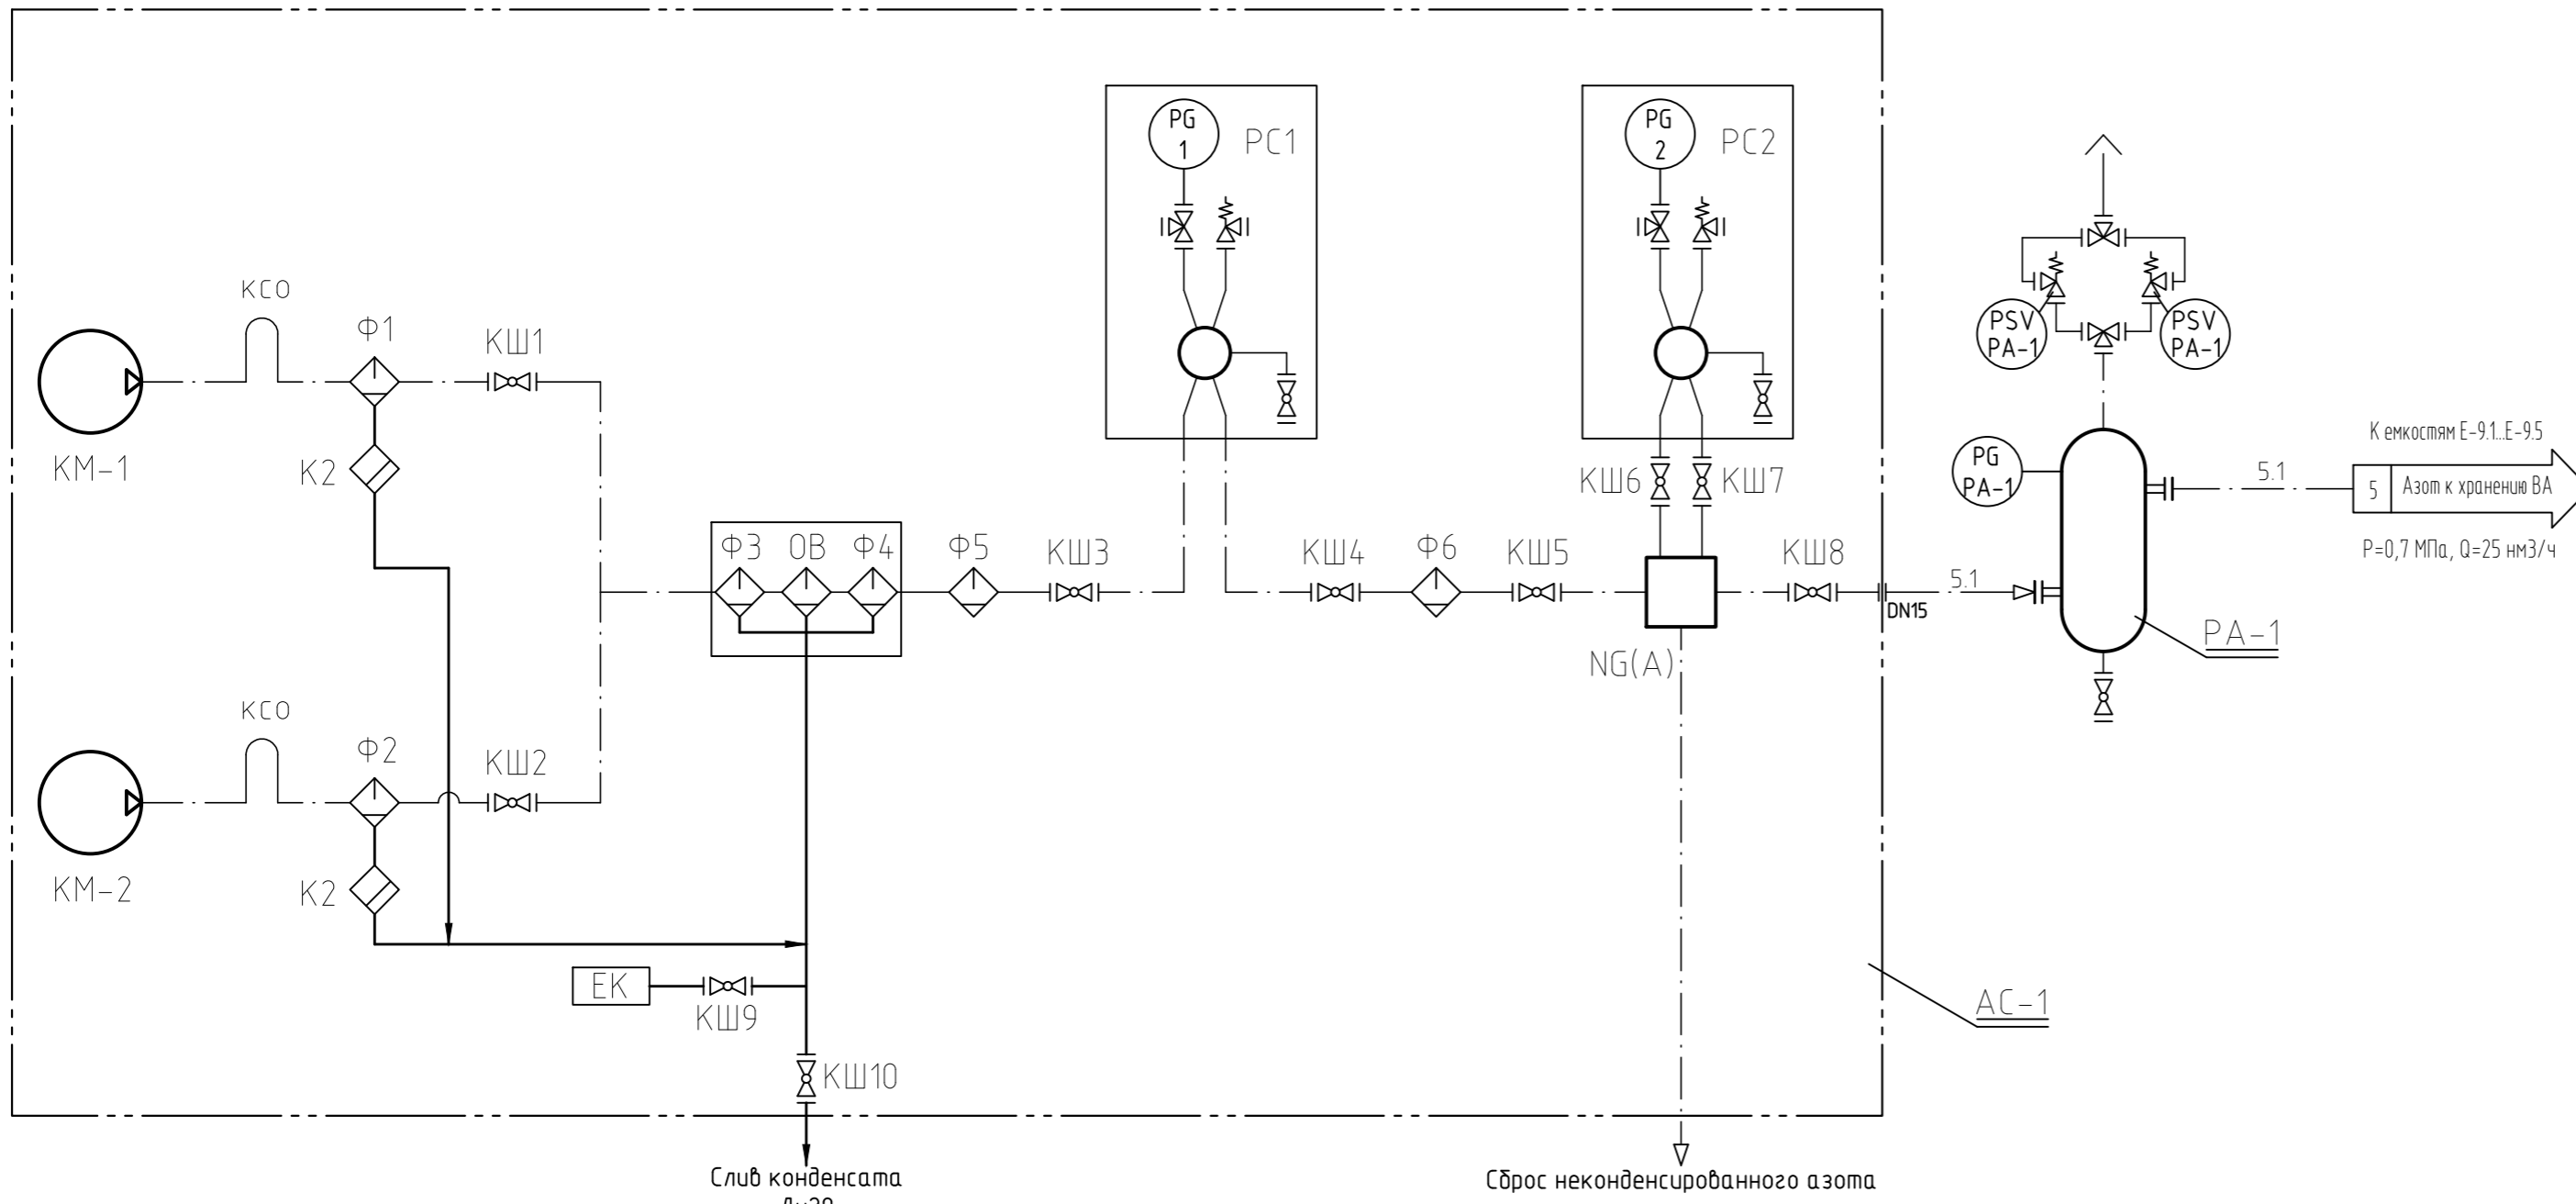 PG
1
РС1
PG
2
РС2
КСО
Ф1
КШ1
КМ-1
К2
PSV
РА-1
PSV
РА-1
К емкостям Е-9.1...Е-9.5
PG
РА-1
5.1
5
Азот к хранению ВА
Р=0,7 МПа, Q=25 нм3/ч
КШ6
КШ7
Ф3
ОВ
Ф4
Ф5
КШ3
КШ4
Ф6
КШ5
КШ8
5.1
DN15
NG(A)
РА-1
КСО
Ф2
КШ2
КМ-2
К2
ЕК
КШ9
КШ10
АС-1
Слив конденсата
Сброс неконденсированного азота